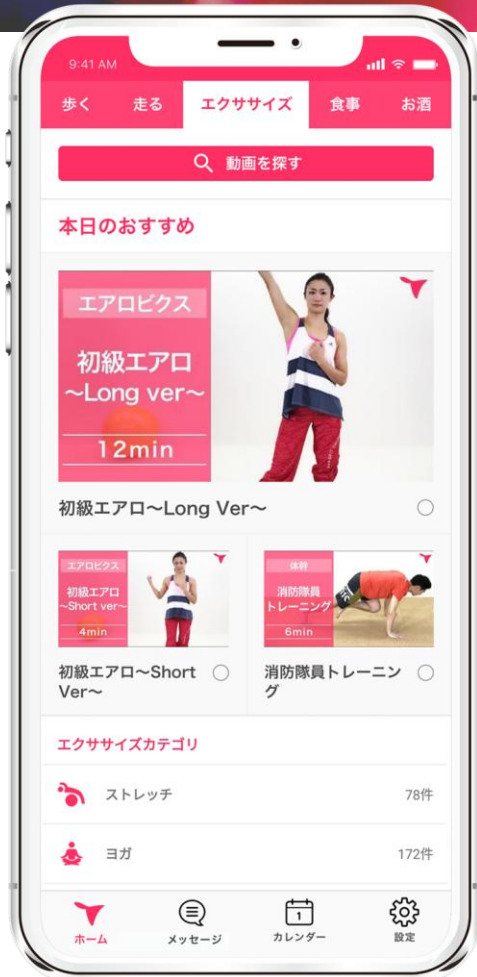 9:41 AM
歩く 走る エクササイズ 食事 お酒
動画を探す
本日のおすすめ
エアロビクス
初級エアロ
～Long ver～
12min
初級エアロ～Long Ver～
エアロビクス
初級エアロ
～Short ver～
4min
初級エアロ～Short
Ver～
体幹
消防隊員
トレーニング
6min
消防隊員トレーニン
グ
エクササイズカテゴリ
ストレッチ 78件
ヨガ 172件
1
ホーム メッセージ カレンダー 設定